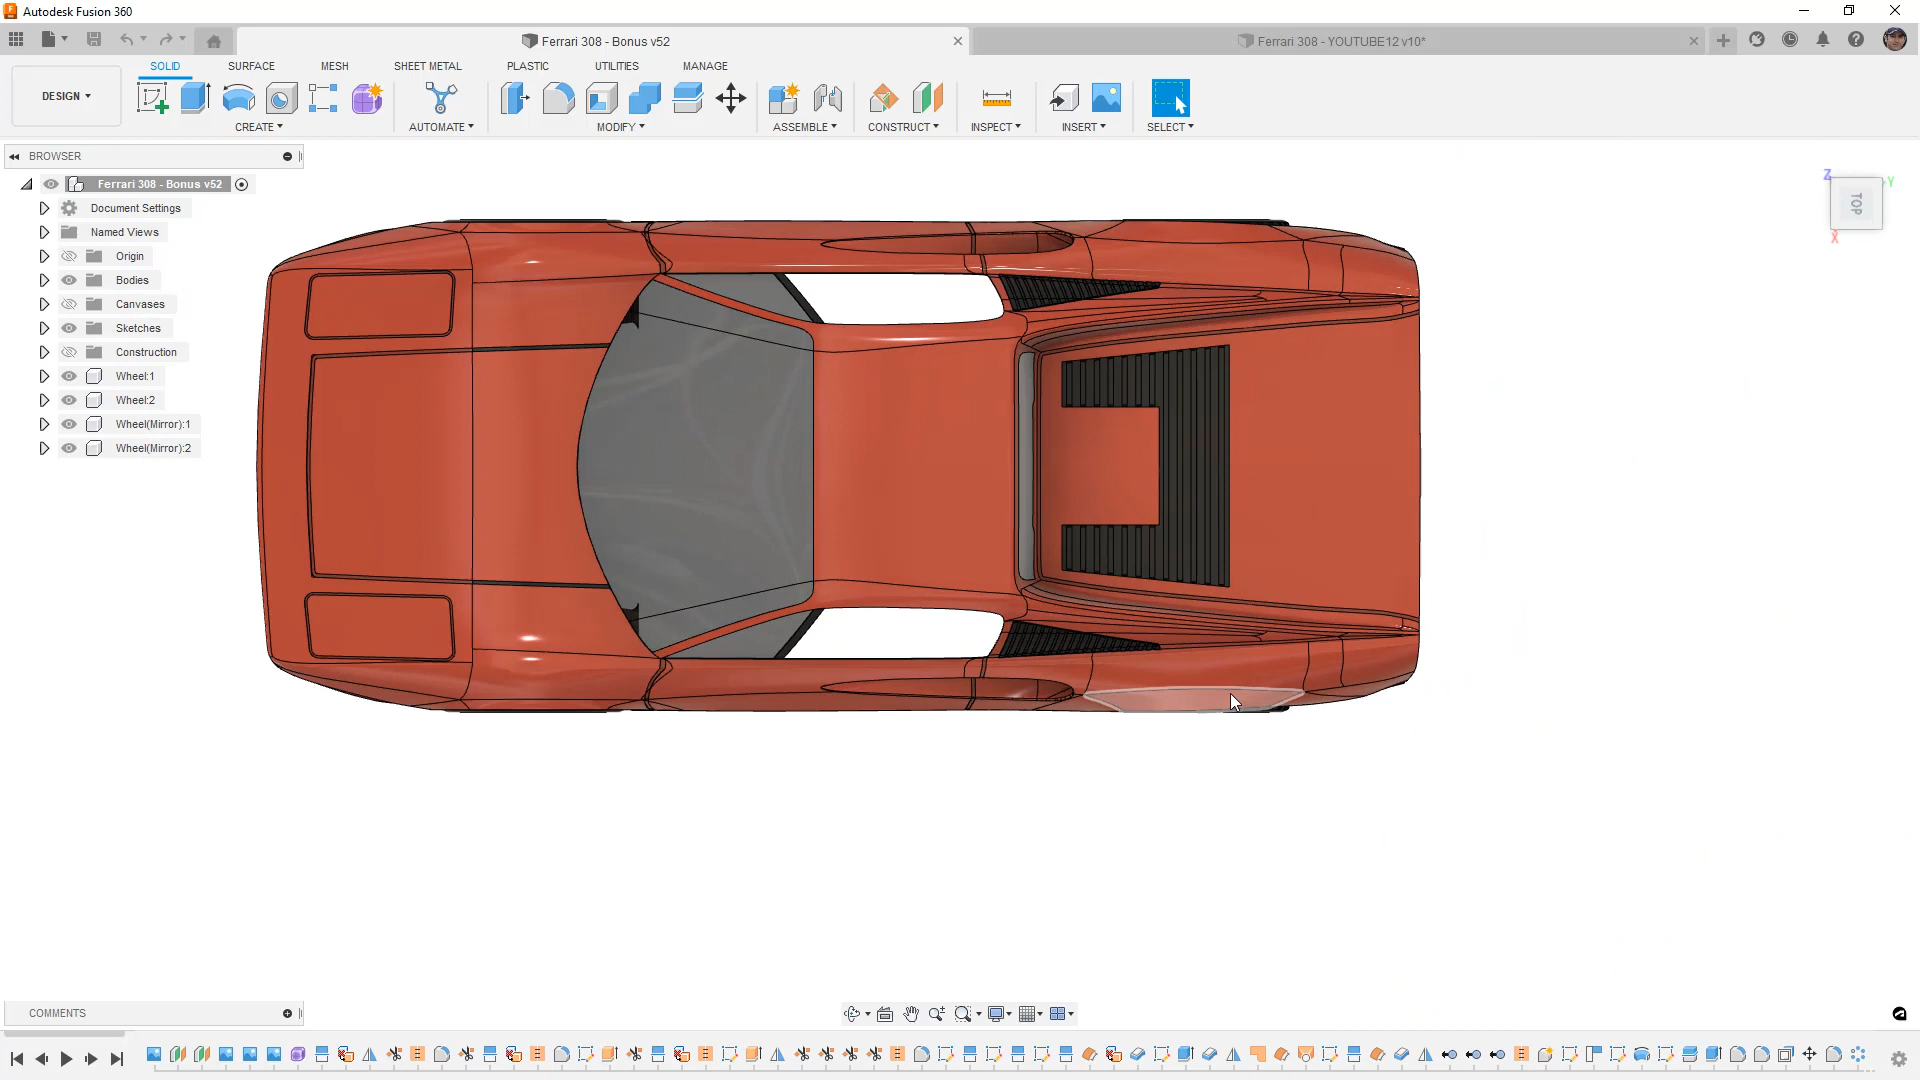 Autodesk Fusion 360
Ferrari 308 - Bonus v52
Ferrari 308 - YOUTUBE12 v10*
DESIGN
SOLID
SURFACE
MESH
SHEET METAL
PLASTIC
UTILITIES
MANAGE
CREATE
AUTOMATE
MODIFY
ASSEMBLE
CONSTRUCT
INSPECT
INSERT
SELECT
BROWSER
Ferrari 308 - Bonus v52
Document Settings
Named Views
Origin
Bodies
Canvases
Sketches
Construction
Wheel:1
Wheel:2
Wheel(Mirror):1
Wheel(Mirror):2
Z
Y
TOP
X
COMMENTS